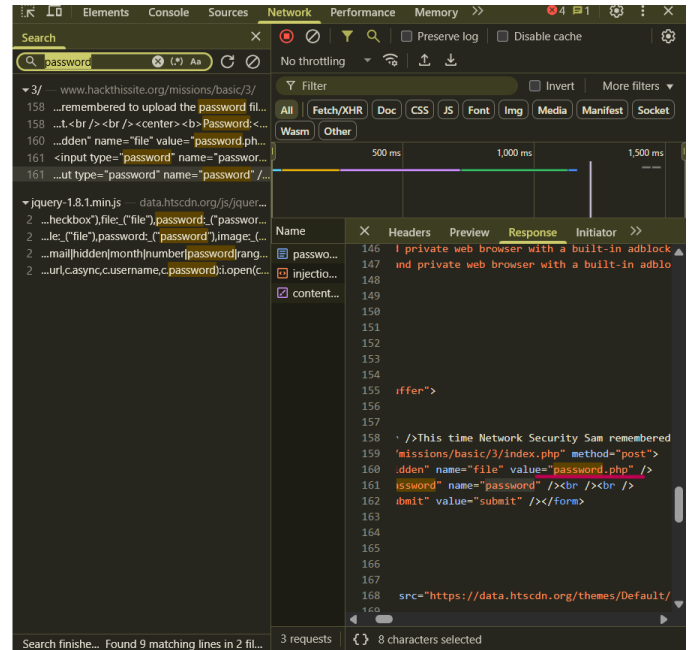 Elements Console Sources Network Performance Memory 4 1
Search
password (.*) Aa
3/ — www.hackthissite.org/missions/basic/3/
158 ...remembered to upload the password fil...
158 ...t.<br /><br /><center><b>Password:<...
160 ...dden" name="file" value="password.ph...
161 <input type="password" name="passwor...
161 ...ut type="password" name="password" /...
jquery-1.8.1.min.js — data.htscdn.org/js/jquer...
2 ...heckbox"),file:_("file"),password:_("passwor...
2 ...le:_("file"),password:_("password"),image:_(...
2 ...mail|hidden|month|number|password|rang...
2 ...url,c.async,c.username,c.password):i.open(c...
Search finishe... Found 9 matching lines in 2 fil...
Preserve log Disable cache
No throttling
Filter Invert More filters
All Fetch/XHR Doc CSS JS Font Img Media Manifest Socket
Wasm Other
500 ms 1,000 ms 1,500 ms
Name
passwo...
injectio...
content...
Headers Preview Response Initiator
146 private web browser with a built-in adblock
147 and private web browser with a built-in adblo
148
149
150
151
152
153
154
155 uffer">
156
157
158 />This time Network Security Sam remembered
159 /missions/basic/3/index.php" method="post">
160 idden" name="file" value="password.php" />
161 assword" name="password" /><br /><br />
162 ubmit" value="submit" /></form>
163
164
165
166
167
168 src="https://data.htscdn.org/themes/Default/
169
3 requests {} 8 characters selected